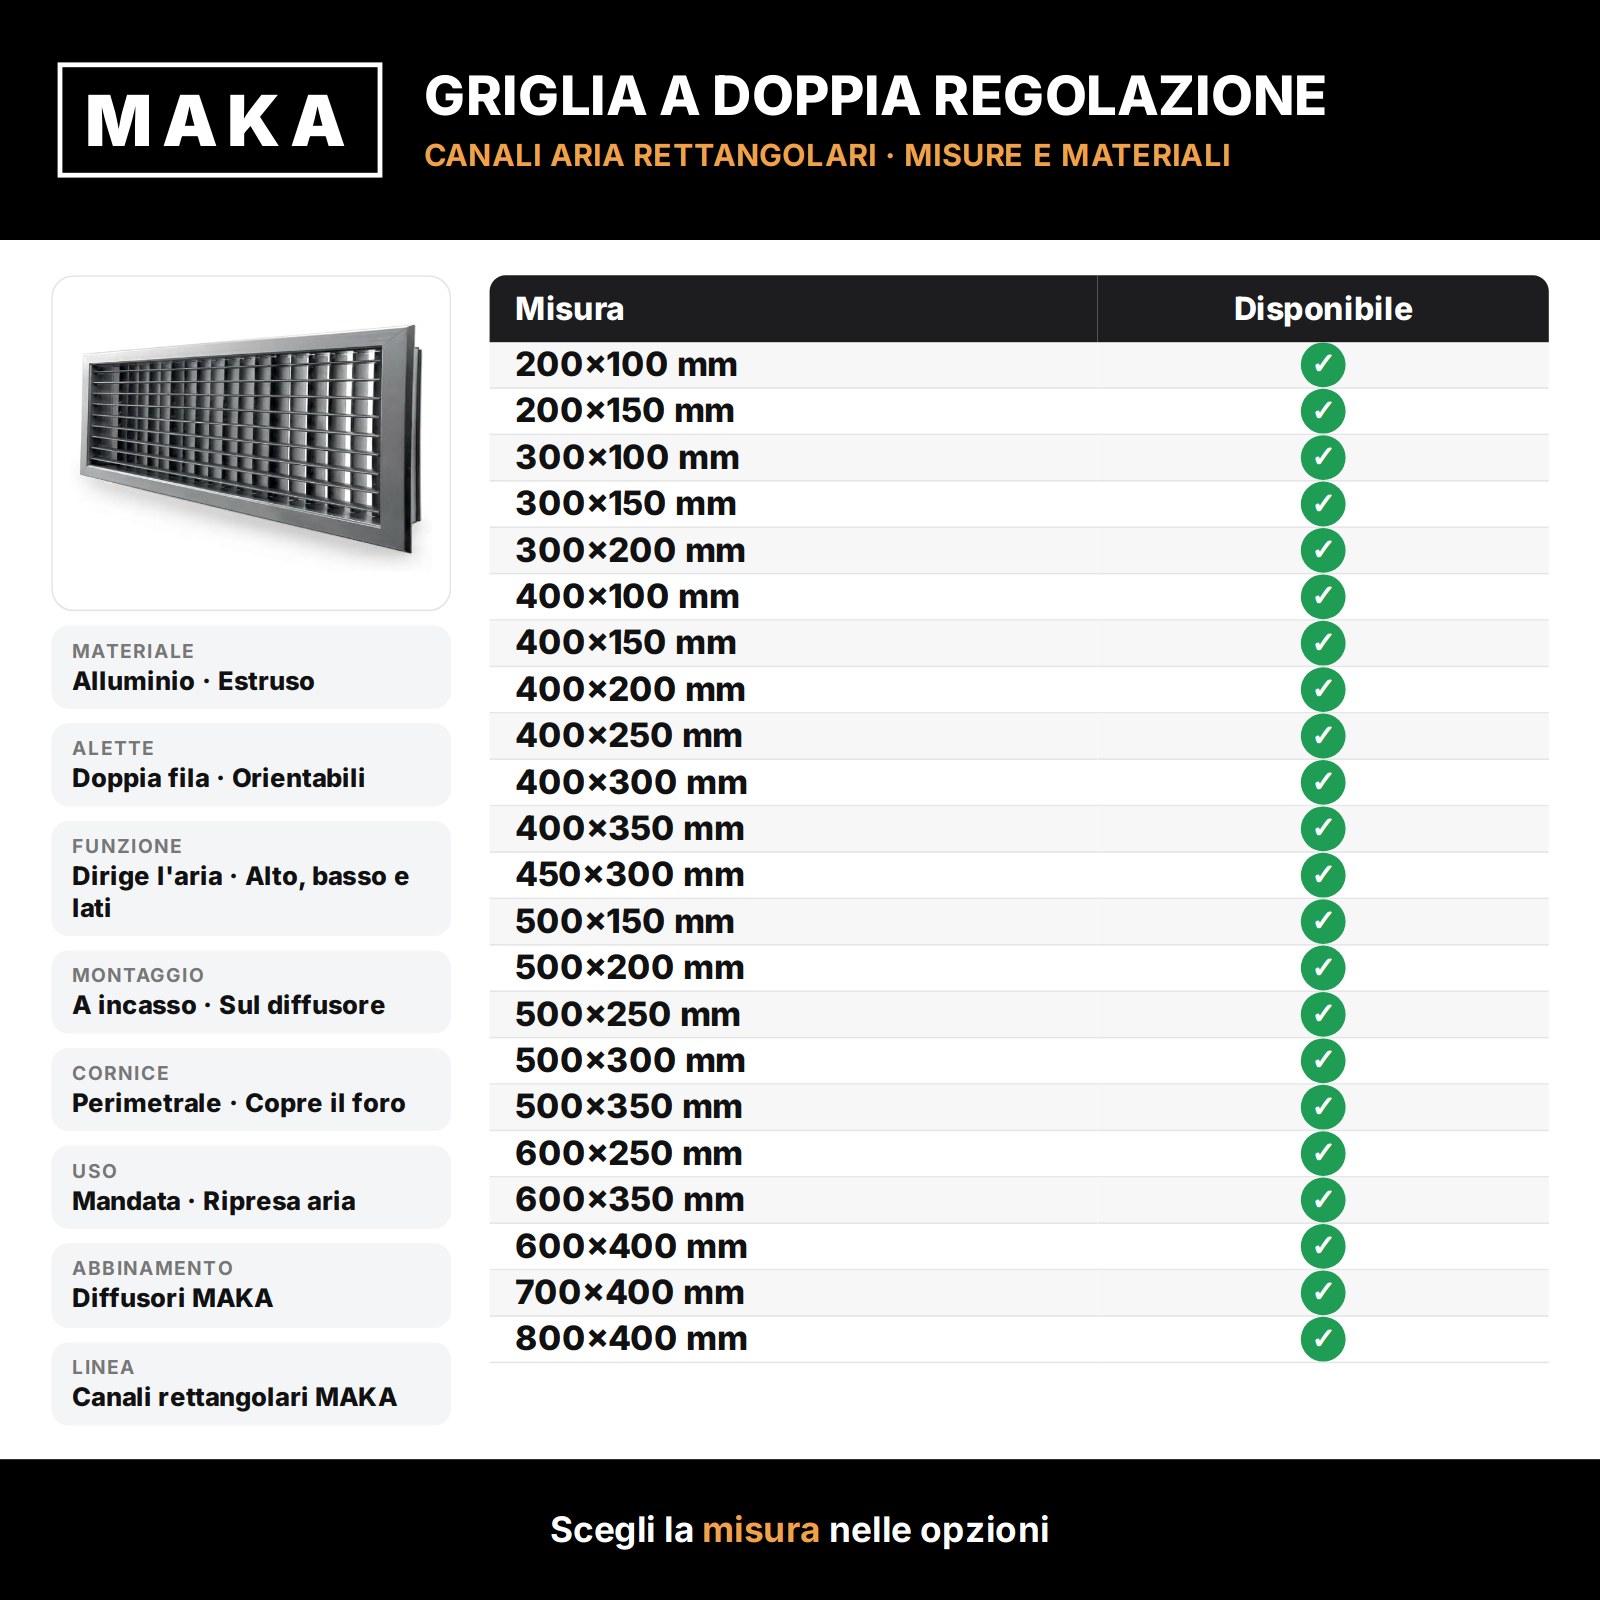 MAKA
GRIGLIA A DOPPIA REGOLAZIONE
CANALI ARIA RETTANGOLARI · MISURE E MATERIALI
MATERIALE
Alluminio · Estruso
ALETTE
Doppia fila · Orientabili
FUNZIONE
Dirige l'aria · Alto, basso e
lati
MONTAGGIO
A incasso · Sul diffusore
CORNICE
Perimetrale · Copre il foro
USO
Mandata · Ripresa aria
ABBINAMENTO
Diffusori MAKA
LINEA
Canali rettangolari MAKA
Misura Disponibile
200×100 mm ✓
200×150 mm ✓
300×100 mm ✓
300×150 mm ✓
300×200 mm ✓
400×100 mm ✓
400×150 mm ✓
400×200 mm ✓
400×250 mm ✓
400×300 mm ✓
400×350 mm ✓
450×300 mm ✓
500×150 mm ✓
500×200 mm ✓
500×250 mm ✓
500×300 mm ✓
500×350 mm ✓
600×250 mm ✓
600×350 mm ✓
600×400 mm ✓
700×400 mm ✓
800×400 mm ✓
Scegli la misura nelle opzioni